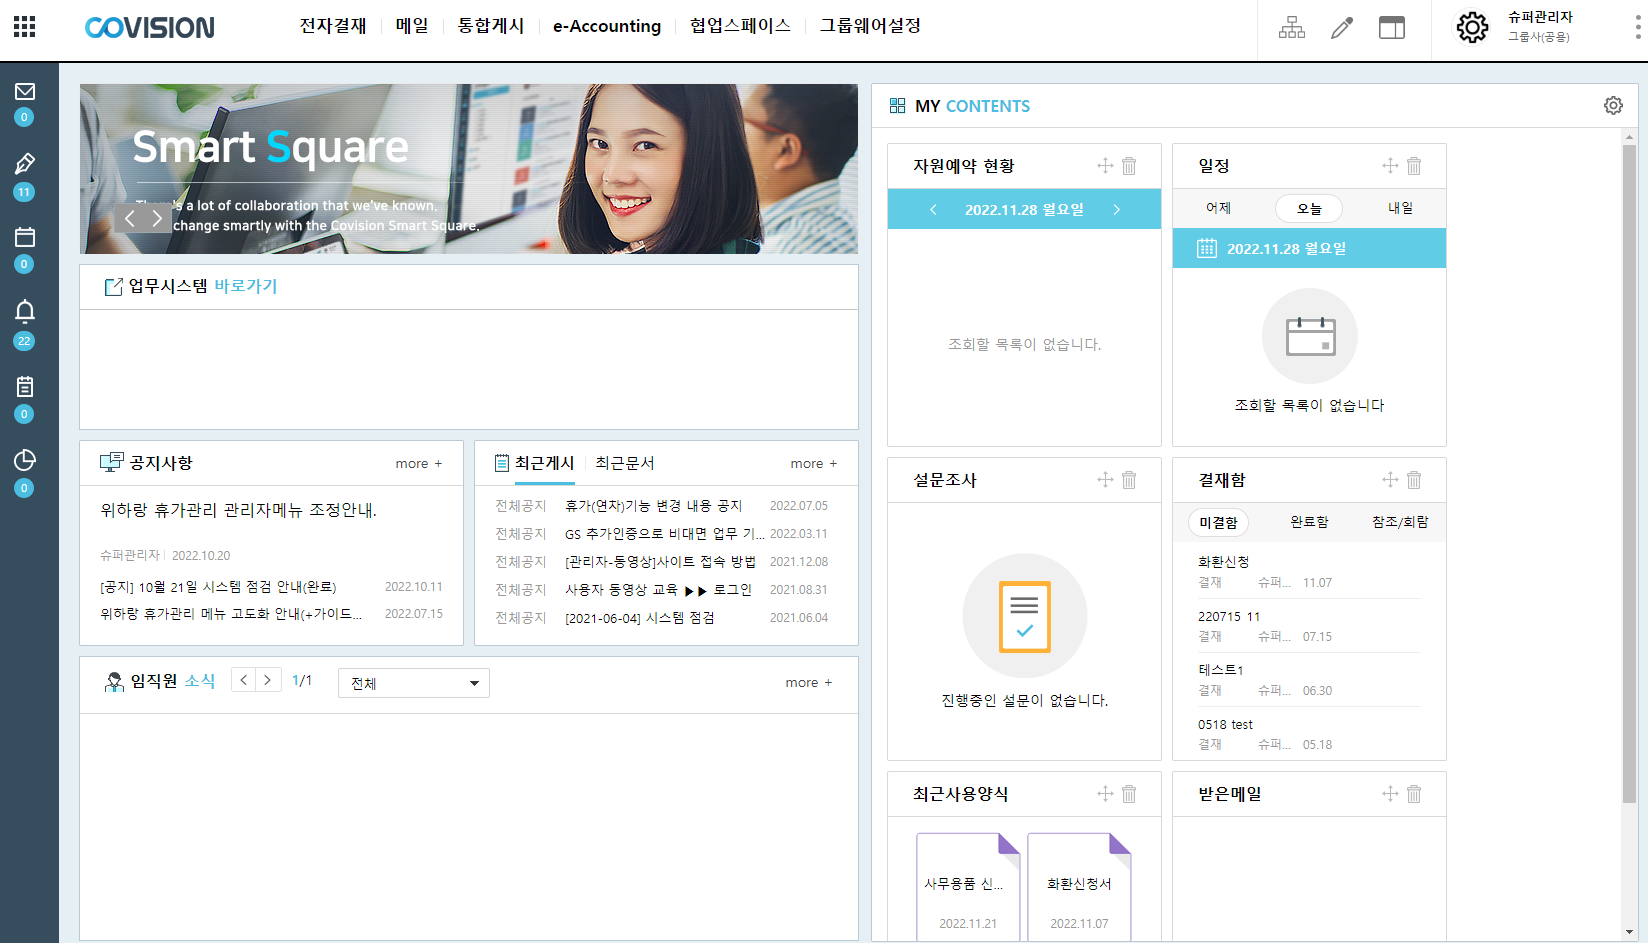 COVISION
전자결재
메일
통합게시
e-Accounting
협업스페이스
그룹웨어설정
슈퍼관리자
그룹사(공용)
0
11
0
22
0
0
Smart Square
's a lot of collaboration that we've known.
change smartly with the Covision Smart Square.
업무시스템 바로가기
공지사항
more +
위하랑 휴가관리 관리자메뉴 조정안내.
슈퍼관리자 2022.10.20
[공지] 10월 21일 시스템 점검 안내(완료) 2022.10.11
위하랑 휴가관리 메뉴 고도화 안내(+가이드... 2022.07.15
최근게시 최근문서
more +
전체공지 휴가(연차)기능 변경 내용 공지 2022.07.05
전체공지 GS 추가인증으로 비대면 업무 기... 2022.03.11
전체공지 [관리자-동영상]사이트 접속 방법 2021.12.08
전체공지 사용자 동영상 교육 ▶▶ 로그인 2021.08.31
전체공지 [2021-06-04] 시스템 점검 2021.06.04
임직원 소식
1/1
전체
more +
MY CONTENTS
자원예약 현황
2022.11.28 월요일
조회할 목록이 없습니다.
일정
어제 오늘 내일
2022.11.28 월요일
조회할 목록이 없습니다
설문조사
진행중인 설문이 없습니다.
결재함
미결함 완료함 참조/회람
화환신청
결재 슈퍼... 11.07
220715 11
결재 슈퍼... 07.15
테스트1
결재 슈퍼... 06.30
0518 test
결재 슈퍼... 05.18
최근사용양식
사무용품 신...
2022.11.21
화환신청서
2022.11.07
받은메일